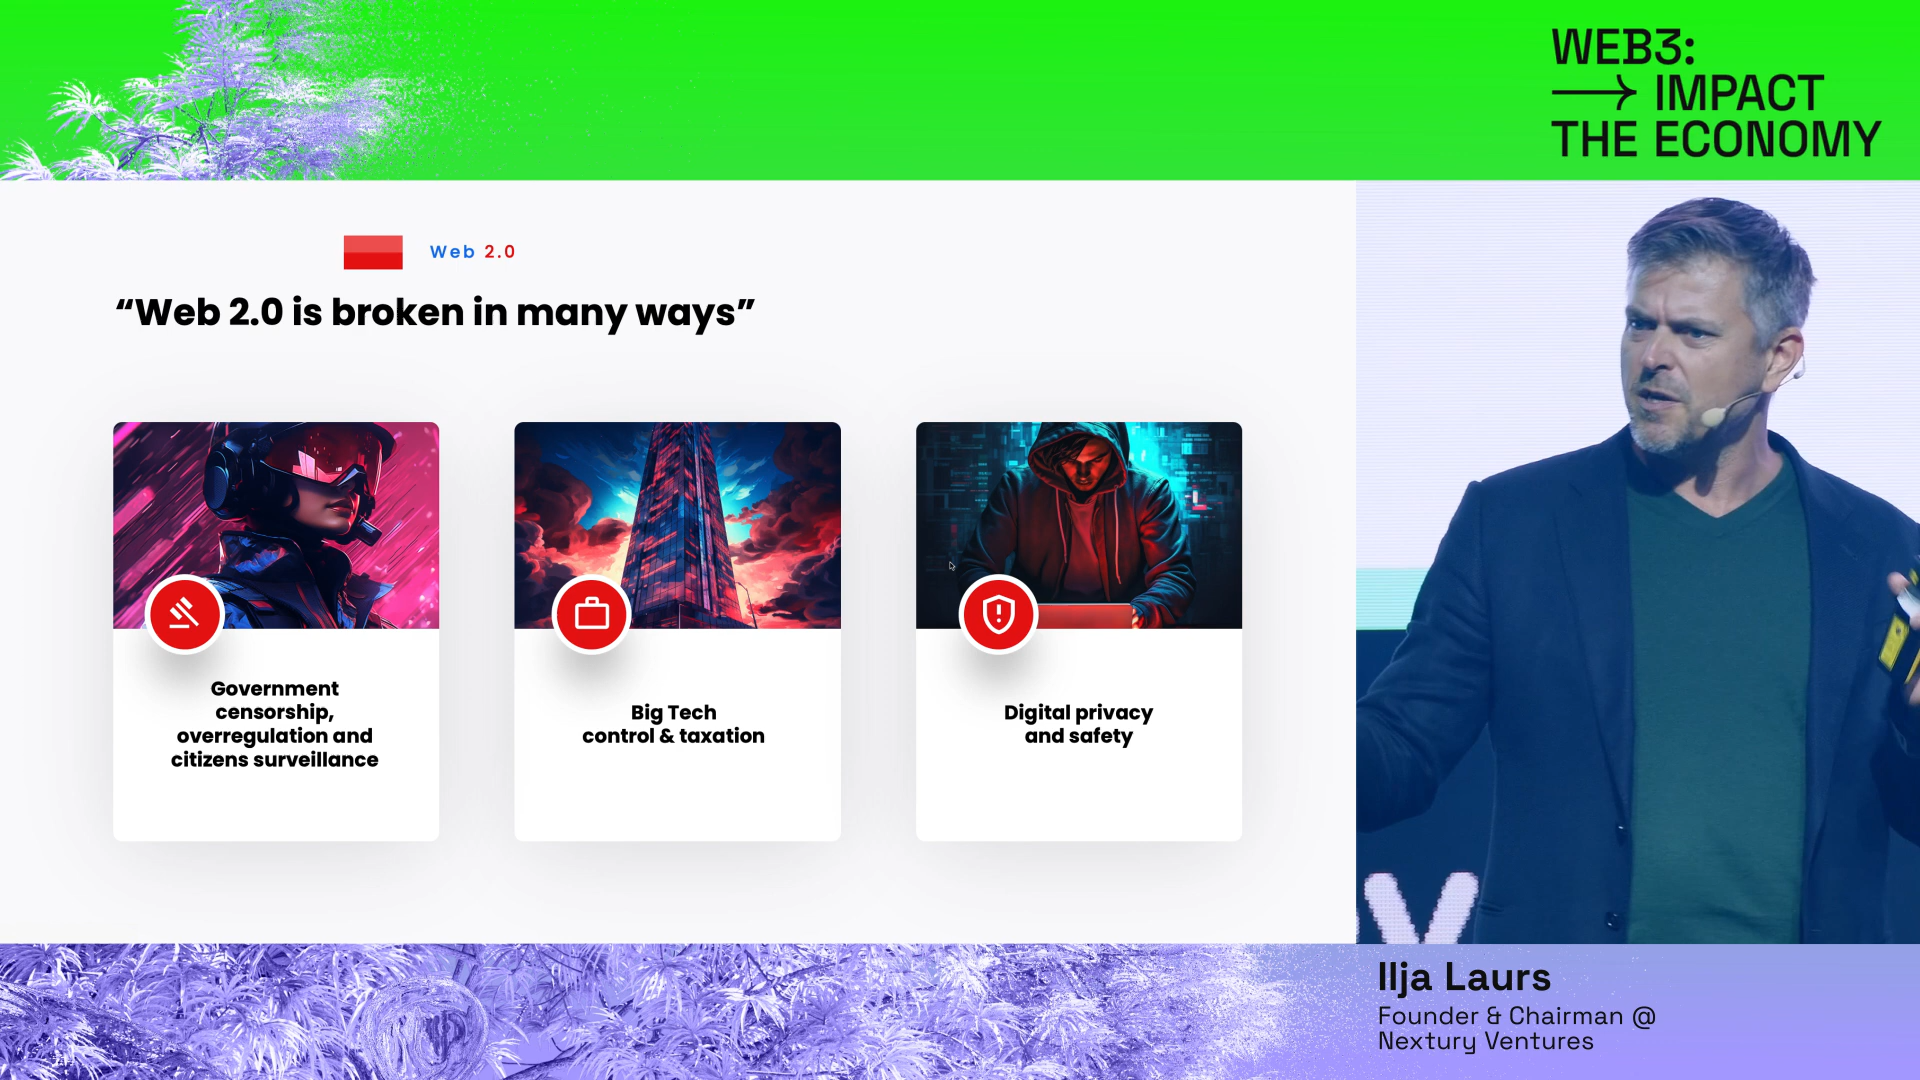 WEB3:
→ IMPACT
THE ECONOMY
Web 2.0
“Web 2.0 is broken in many ways”
Government
censorship,
overregulation and
citizens surveillance
Big Tech
control & taxation
Digital privacy
and safety
Y
Ilja Laurs
Founder & Chairman @
Nextury Ventures